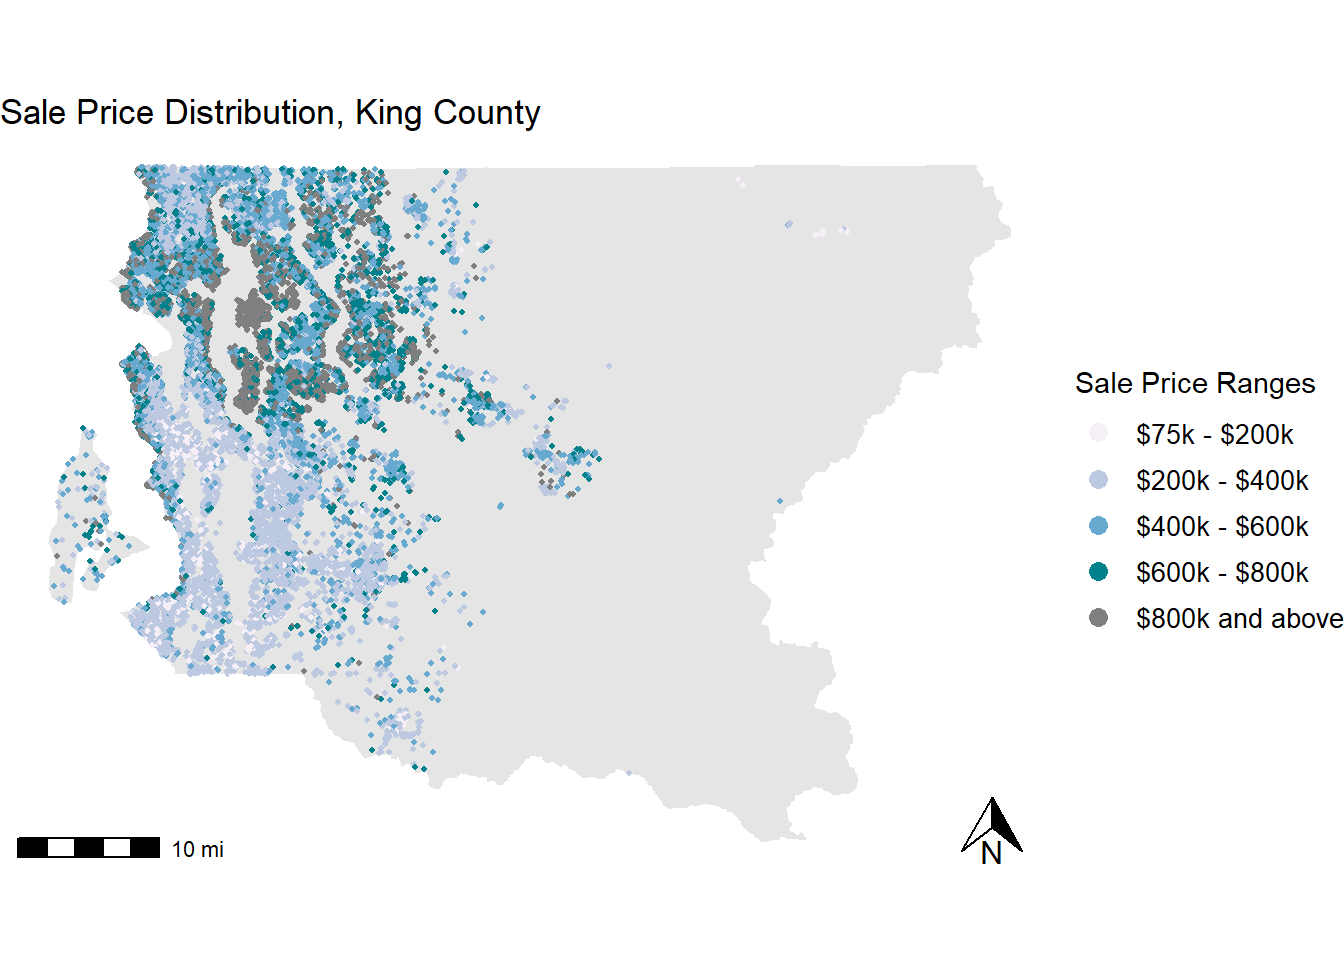 Sale Price Distribution, King County
Sale Price Ranges
$75k - $200k
$200k - $400k
$400k - $600k
$600k - $800k
$800k and above
10 mi
N